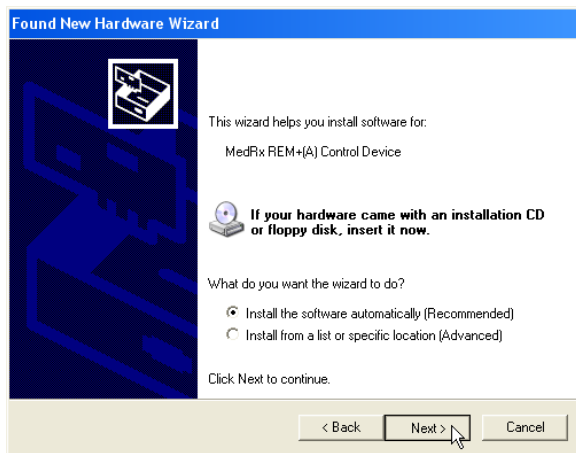 Found New Hardware Wizard
This wizard helps you install software for:
MedRx REM+(A) Control Device
If your hardware came with an installation CD
or floppy disk, insert it now.
What do you want the wizard to do?
Install the software automatically (Recommended)
Install from a list or specific location (Advanced)
Click Next to continue.
< Back
Next >
Cancel